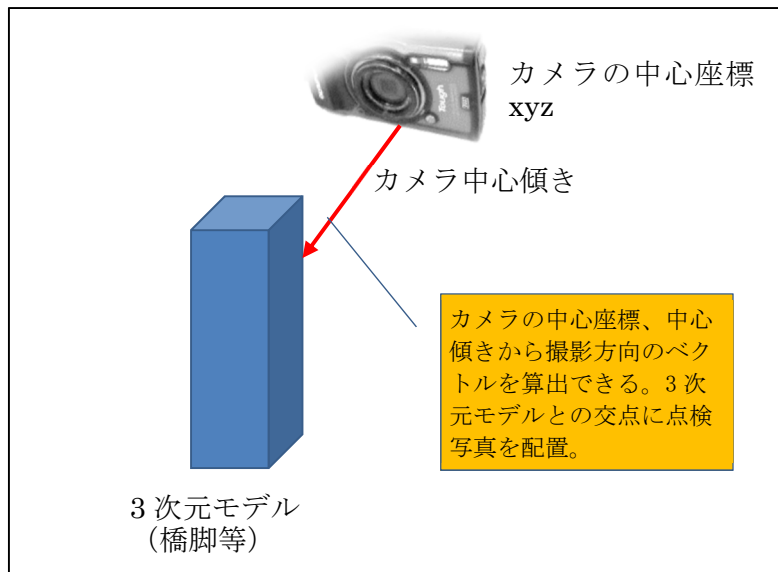 カメラの中心座標
xyz
Tough
カメラ中心傾き
カメラの中心座標、中心
傾きから撮影方向のベク
トルを算出できる。3 次
元モデルとの交点に点検
写真を配置。
3 次元モデル
（橋脚等）